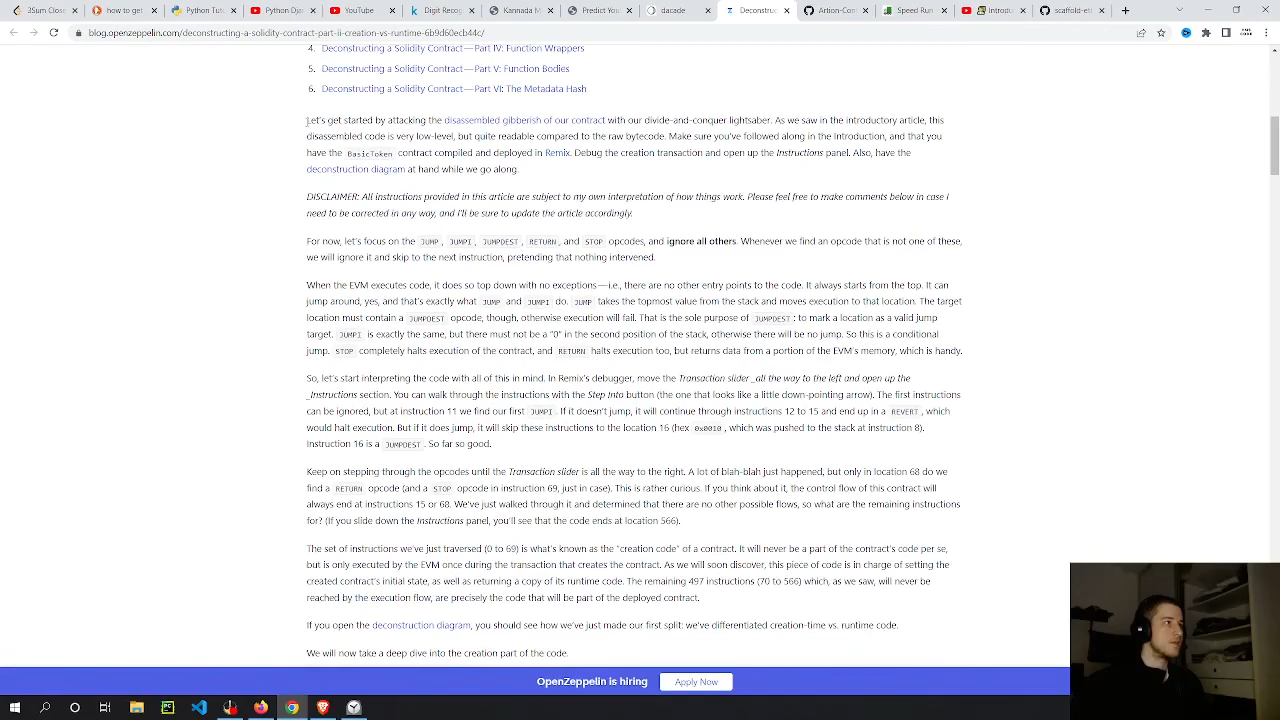 2Sum Close
how to get
Python Tuto
Python Djan
YouTube
Digit Recog
Kannada M
Predict You
dacade
Deconstruc
Artion-Cont
Speed Run
Introdu
scaffold-eth
blog.openzeppelin.com/deconstructing-a-solidity-contract-part-ii-creation-vs-runtime-6b9d60ecb44c/
4. Deconstructing a Solidity Contract — Part IV: Function Wrappers
5. Deconstructing a Solidity Contract — Part V: Function Bodies
6. Deconstructing a Solidity Contract — Part VI: The Metadata Hash
Let's get started by attacking the disassembled gibberish of our contract with our divide-and-conquer lightsaber. As we saw in the introductory article, this
disassembled code is very low-level, but quite readable compared to the raw bytecode. Make sure you've followed along in the Introduction, and that you
have the BasicToken contract compiled and deployed in Remix. Debug the creation transaction and open up the Instructions panel. Also, have the
deconstruction diagram at hand while we go along.
DISCLAIMER: All instructions provided in this article are subject to my own interpretation of how things work. Please feel free to make comments below in case I
need to be corrected in any way, and I'll be sure to update the article accordingly.
For now, let's focus on the JUMP, JUMPI, JUMPDEST, RETURN, and STOP opcodes, and ignore all others. Whenever we find an opcode that is not one of these,
we will ignore it and skip to the next instruction, pretending that nothing intervened.
When the EVM executes code, it does so top down with no exceptions — i.e., there are no other entry points to the code. It always starts from the top. It can
jump around, yes, and that's exactly what JUMP and JUMPI do. JUMP takes the topmost value from the stack and moves execution to that location. The target
location must contain a JUMPDEST opcode, though, otherwise execution will fail. That is the sole purpose of JUMPDEST: to mark a location as a valid jump
target. JUMPI is exactly the same, but there must not be a "0" in the second position of the stack, otherwise there will be no jump. So this is a conditional
jump. STOP completely halts execution of the contract, and RETURN halts execution too, but returns data from a portion of the EVM's memory, which is handy.
So, let's start interpreting the code with all of this in mind. In Remix's debugger, move the Transaction slider _all the way to the left and open up the
_Instructions section. You can walk through the instructions with the Step Into button (the one that looks like a little down-pointing arrow). The first instructions
can be ignored, but at instruction 11 we find our first JUMPI. If it doesn't jump, it will continue through instructions 12 to 15 and end up in a REVERT, which
would halt execution. But if it does jump, it will skip these instructions to the location 16 (hex 0x0010, which was pushed to the stack at instruction 8).
Instruction 16 is a JUMPDEST. So far so good.
Keep on stepping through the opcodes until the Transaction slider is all the way to the right. A lot of blah-blah just happened, but only in location 68 do we
find a RETURN opcode (and a STOP opcode in instruction 69, just in case). This is rather curious. If you think about it, the control flow of this contract will
always end at instructions 15 or 68. We've just walked through it and determined that there are no other possible flows, so what are the remaining instructions
for? (If you slide down the Instructions panel, you'll see that the code ends at location 566).
The set of instructions we've just traversed (0 to 69) is what's known as the "creation code" of a contract. It will never be a part of the contract's code per se,
but is only executed by the EVM once during the transaction that creates the contract. As we will soon discover, this piece of code is in charge of setting the
created contract's initial state, as well as returning a copy of its runtime code. The remaining 497 instructions (70 to 566) which, as we saw, will never be
reached by the execution flow, are precisely the code that will be part of the deployed contract.
If you open the deconstruction diagram, you should see how we've just made our first split: we've differentiated creation-time vs. runtime code.
We will now take a deep dive into the creation part of the code.
OpenZeppelin is hiring
Apply Now